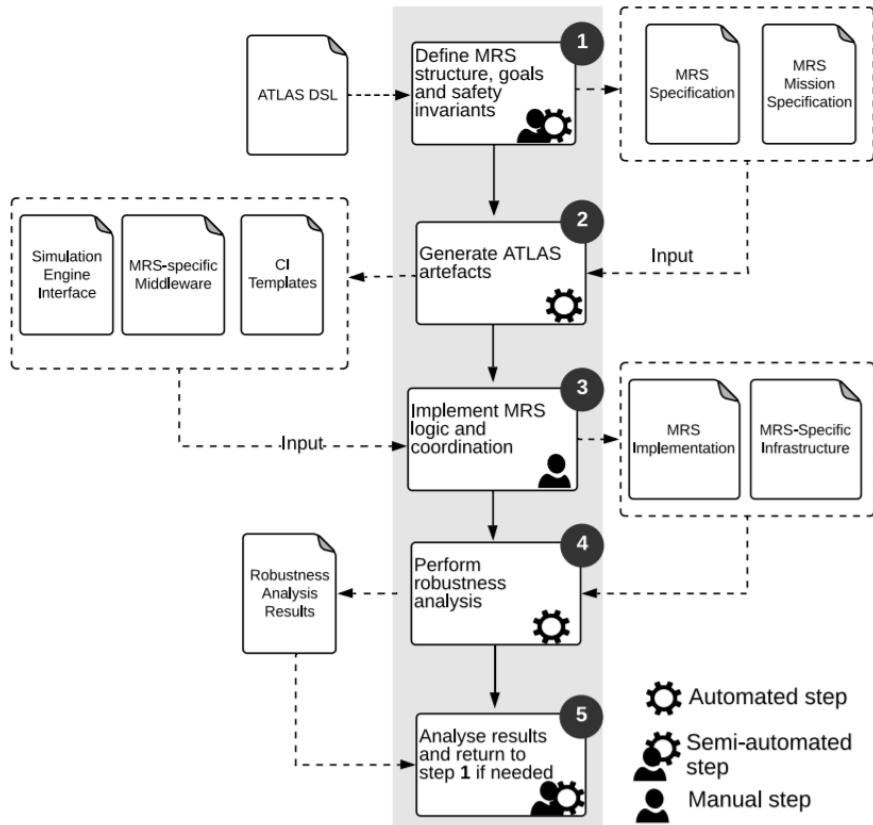 ATLAS DSL
1
Define MRS
structure, goals
and safety
invariants
MRS
Specification
MRS
Mission
Specification
2
Generate ATLAS
artefacts
Input
Simulation
Engine
Interface
MRS-specific
Middleware
CI
Templates
3
Implement MRS
logic and
coordination
Input
MRS
Implementation
MRS-Specific
Infrastructure
4
Perform
robustness
analysis
Robustness
Analysis
Results
5
Analyse results
and return to
step 1 if needed
Automated step
Semi-automated
step
Manual step